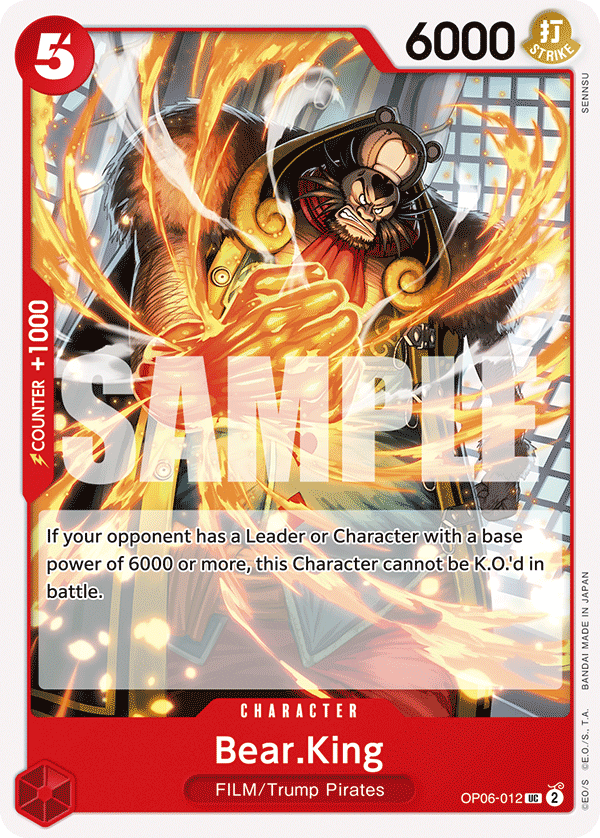 5
6000
打
STRIKE
SENNSU
COUNTER +1000
SAMPLE
If your opponent has a Leader or Character with a base
power of 6000 or more, this Character cannot be K.O.'d in
battle.
CHARACTER
Bear.King
FILM/Trump Pirates
OP06-012 UC 2
©EO/S ©E.O./S., T.A. BANDAI MADE IN JAPAN